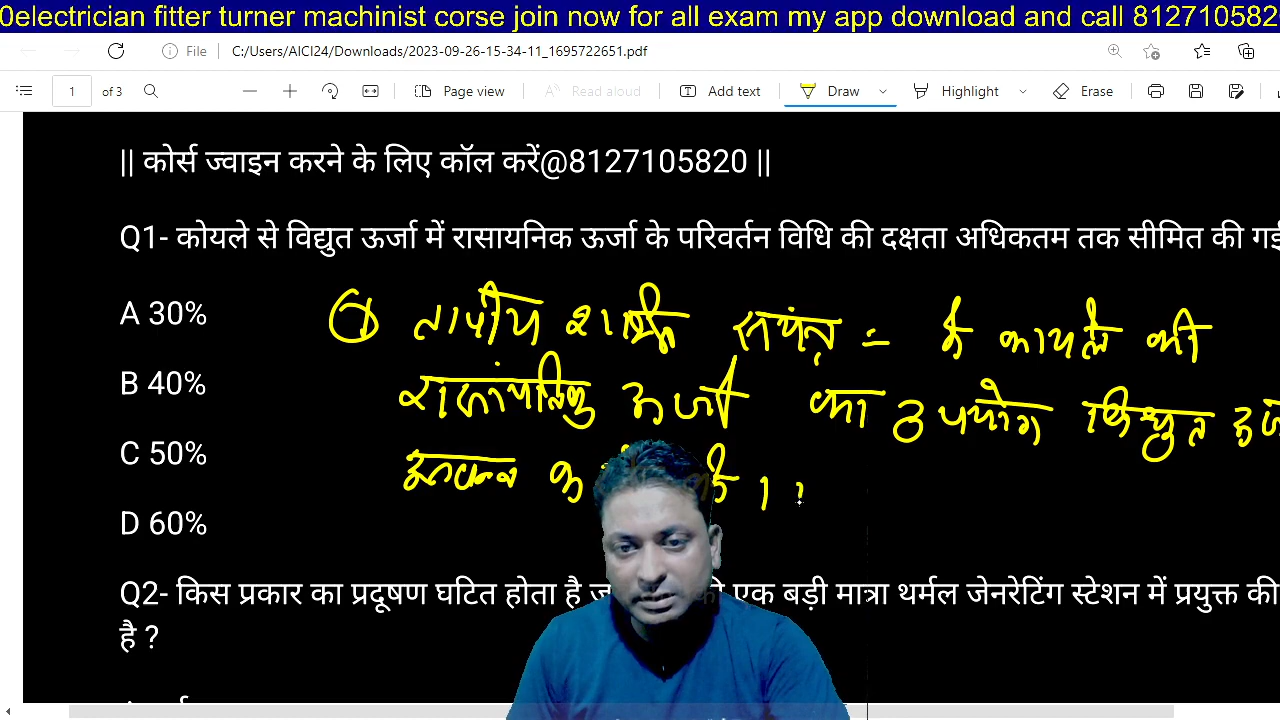 0electrician fitter turner machinist corse join now for all exam my app download and call 812710582
File C:/Users/AICI24/Downloads/2023-09-26-15-34-11_1695722651.pdf
1 of 3 Page view Read aloud Add text Draw Highlight Erase
|| कोर्स ज्वाइन करने के लिए कॉल करें@8127105820 ||
Q1- कोयले से विद्युत ऊर्जा में रासायनिक ऊर्जा के परिवर्तन विधि की दक्षता अधिकतम तक सीमित की गई
A 30%
तापीय शक्ति सयंत्र = के कोयले की
B 40%
ऊर्जा का उपयोग विधुत
C 50%
D 60%
Q2- किस प्रकार का प्रदूषण घटित होता है एक बड़ी मात्रा थर्मल जेनरेटिंग स्टेशन में प्रयुक्त की
है ?